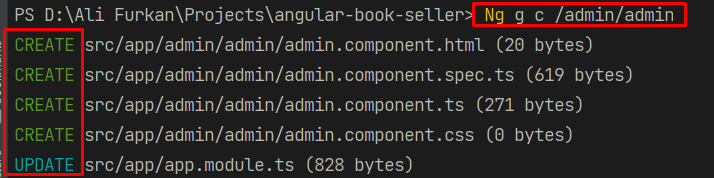 PS D:\Ali Furkan\Projects\angular-book-seller> Ng g c /admin/admin
CREATE src/app/admin/admin/admin.component.html (20 bytes)
CREATE src/app/admin/admin/admin.component.spec.ts (619 bytes)
CREATE src/app/admin/admin/admin.component.ts (271 bytes)
CREATE src/app/admin/admin/admin.component.css (0 bytes)
UPDATE src/app/app.module.ts (828 bytes)